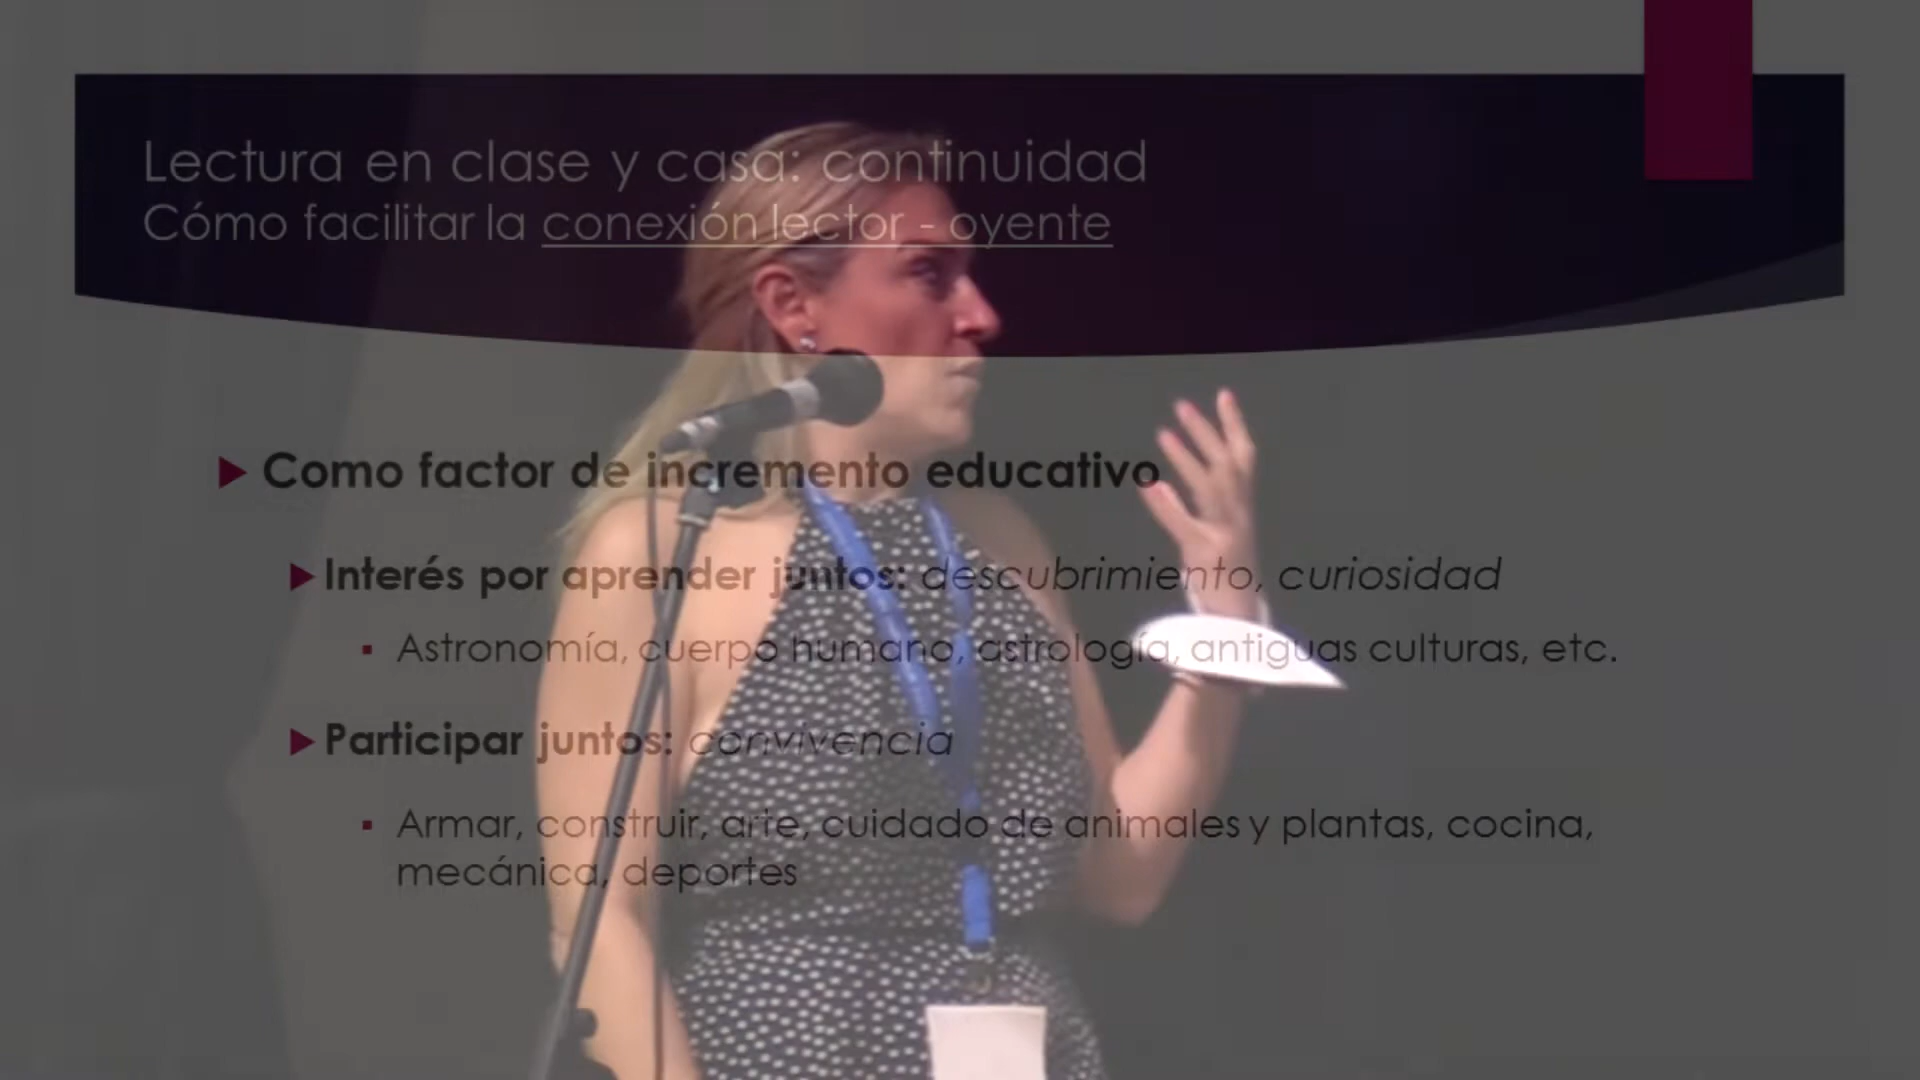 Lectura en clase y casa: continuidad
Cómo facilitar la conexión lector - oyente
Como factor de incremento educativo
Interés por aprender juntos: descubrimiento, curiosidad
Astronomía, cuerpo humano, astrología, antiguas culturas, etc.
Participar juntos: convivencia
Armar, construir, arte, cuidado de animales y plantas, cocina,
mecánica, deportes